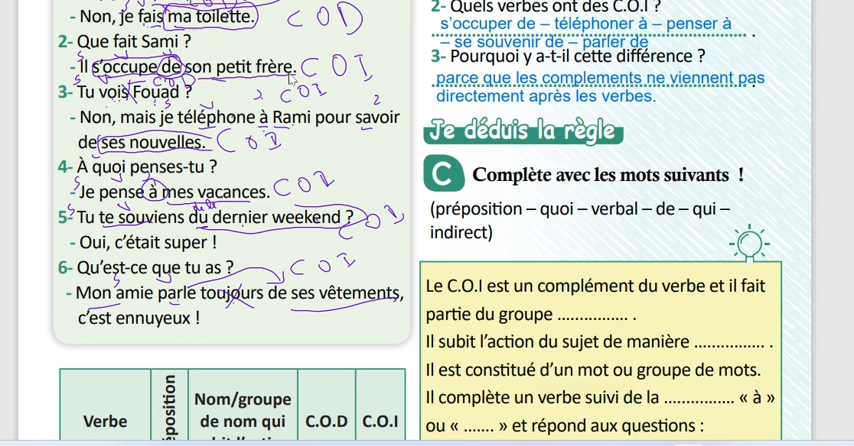 - Non, je fais ma toilette. COD
2- Que fait Sami ?
- Il s'occupe de son petit frère. COI
3- Tu vois Fouad ? COD
COI
- Non, mais je téléphone à Rami pour savoir
de ses nouvelles. COI
4- À quoi penses-tu ?
- Je pense à mes vacances. COI
5- Tu te souviens du dernier weekend ? COI
- Oui, c'était super !
6- Qu'est-ce que tu as ? COI
- Mon amie parle toujours de ses vêtements,
c'est ennuyeux !
Verbe
Nom/groupe
de nom qui
C.O.D
C.O.I
2- Quels verbes ont des C.O.I ?
s'occuper de – téléphoner à – penser à
– se souvenir de – parler de
3- Pourquoi y a-t-il cette différence ?
parce que les complements ne viennent pas
directement après les verbes.
Je déduis la règle
C Complète avec les mots suivants !
(préposition – quoi – verbal – de – qui –
indirect)
Le C.O.I est un complément du verbe et il fait
partie du groupe ............... .
Il subit l'action du sujet de manière ............... .
Il est constitué d'un mot ou groupe de mots.
Il complète un verbe suivi de la ............... « à »
ou « ....... » et répond aux questions :